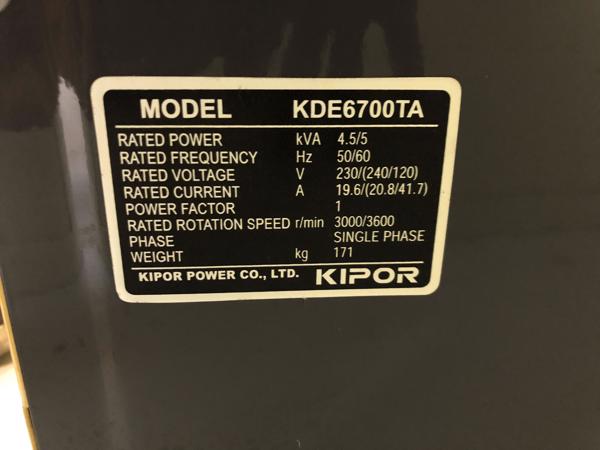 MODEL KDE6700TA
RATED POWER kVA 4.5/5
RATED FREQUENCY Hz 50/60
RATED VOLTAGE V 230/(240/120)
RATED CURRENT A 19.6/(20.8/41.7)
POWER FACTOR 1
RATED ROTATION SPEED r/min 3000/3600
PHASE SINGLE PHASE
WEIGHT kg 171
KIPOR POWER CO., LTD. KIPOR